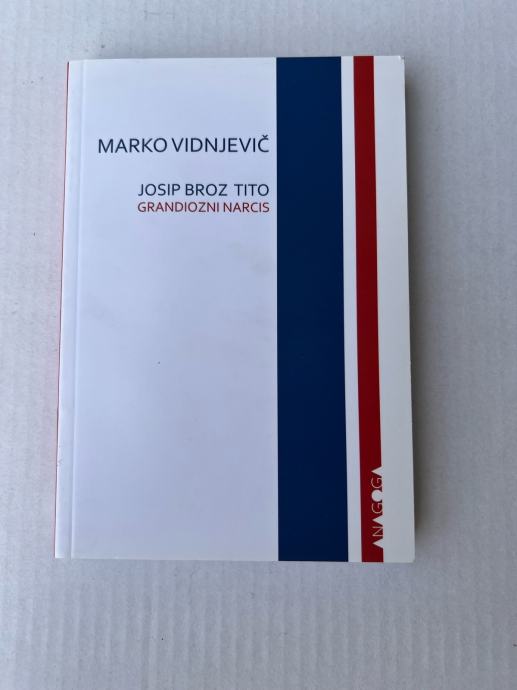 MARKO VIDNJEVIČ
JOSIP BROZ TITO
GRANDIOZNI NARCIS
ANAGOGA